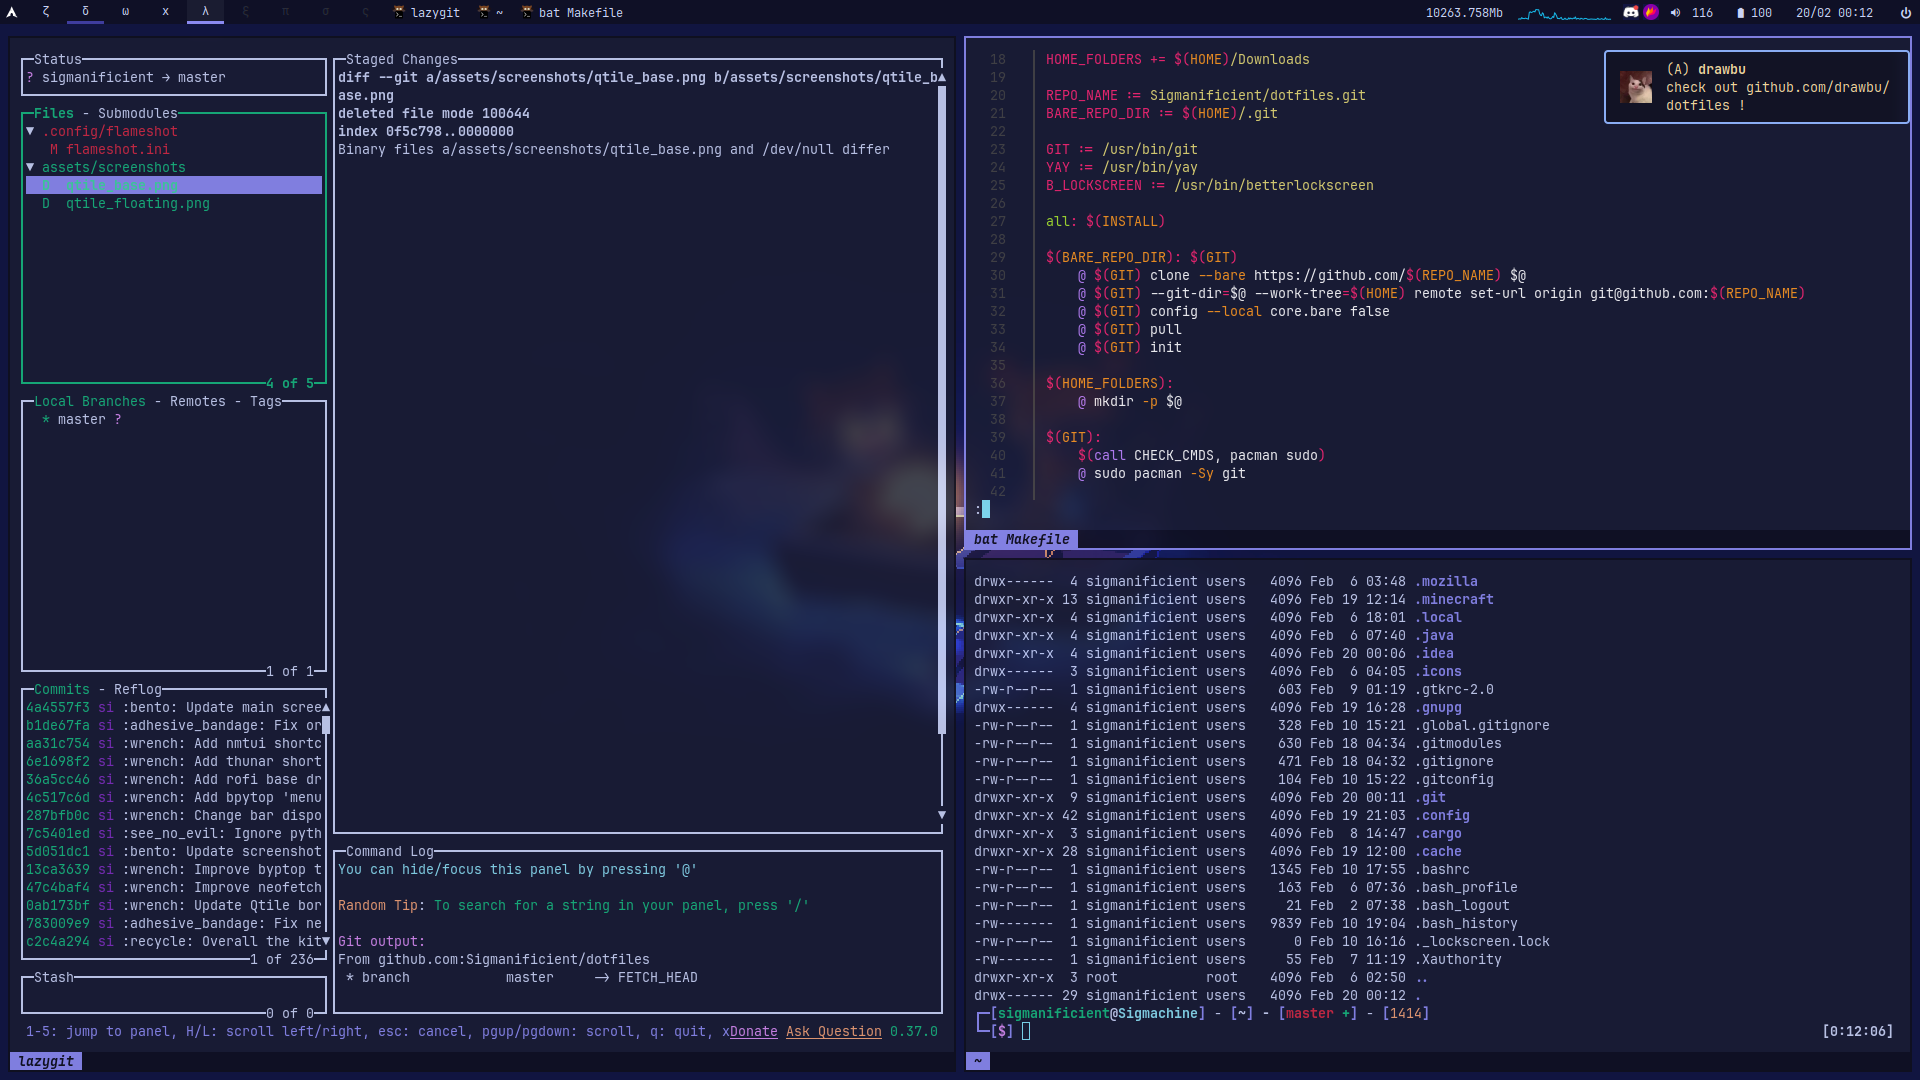 ζ δ ω x λ ξ π σ ς lazygit ~ bat Makefile
10263.758Mb 116 100 20/02 00:12
Status
? sigmanificient → master
Files - Submodules
▼ .config/flameshot
M flameshot.ini
▼ assets/screenshots
D qtile_base.png
D qtile_floating.png
4 of 5
Local Branches - Remotes - Tags
* master ?
1 of 1
Commits - Reflog
4a4557f3 si :bento: Update main scree
b1de67fa si :adhesive_bandage: Fix or
aa31c754 si :wrench: Add nmtui shortc
6e1698f2 si :wrench: Add thunar short
36a5cc46 si :wrench: Add rofi base dr
4c517c6d si :wrench: Add bpytop 'menu
287bfb0c si :wrench: Change bar dispo
7c5401ed si :see_no_evil: Ignore pyth
5d051dc1 si :bento: Update screenshot
13ca3639 si :wrench: Improve byptop t
47c4baf4 si :wrench: Improve neofetch
0ab173bf si :wrench: Update Qtile bor
783009e9 si :adhesive_bandage: Fix ne
c2c4a294 si :recycle: Overall the kit
1 of 236
Stash
0 of 0
Staged Changes
diff --git a/assets/screenshots/qtile_base.png b/assets/screenshots/qtile_b
ase.png
deleted file mode 100644
index 0f5c798..0000000
Binary files a/assets/screenshots/qtile_base.png and /dev/null differ
Command Log
You can hide/focus this panel by pressing '@'
Random Tip: To search for a string in your panel, press '/'
Git output:
From github.com:Sigmanificient/dotfiles
* branch master -> FETCH_HEAD
1-5: jump to panel, H/L: scroll left/right, esc: cancel, pgup/pgdown: scroll, q: quit, xDonate Ask Question 0.37.0
lazygit
18 HOME_FOLDERS += $(HOME)/Downloads
19
20 REPO_NAME := Sigmanificient/dotfiles.git
21 BARE_REPO_DIR := $(HOME)/.git
22
23 GIT := /usr/bin/git
24 YAY := /usr/bin/yay
25 B_LOCKSCREEN := /usr/bin/betterlockscreen
26
27 all: $(INSTALL)
28
29 $(BARE_REPO_DIR): $(GIT)
30 @ $(GIT) clone --bare https://github.com/$(REPO_NAME) $@
31 @ $(GIT) --git-dir=$@ --work-tree=$(HOME) remote set-url origin git@github.com:$(REPO_NAME)
32 @ $(GIT) config --local core.bare false
33 @ $(GIT) pull
34 @ $(GIT) init
35
36 $(HOME_FOLDERS):
37 @ mkdir -p $@
38
39 $(GIT):
40 $(call CHECK_CMDS, pacman sudo)
41 @ sudo pacman -Sy git
42
:
bat Makefile
(A) drawbu
check out github.com/drawbu/
dotfiles !
drwx------ 4 sigmanificient users 4096 Feb 6 03:48 .mozilla
drwxr-xr-x 13 sigmanificient users 4096 Feb 19 12:14 .minecraft
drwxr-xr-x 4 sigmanificient users 4096 Feb 6 18:01 .local
drwxr-xr-x 4 sigmanificient users 4096 Feb 6 07:40 .java
drwxr-xr-x 4 sigmanificient users 4096 Feb 20 00:06 .idea
drwx------ 3 sigmanificient users 4096 Feb 6 04:05 .icons
-rw-r--r-- 1 sigmanificient users 603 Feb 9 01:19 .gtkrc-2.0
drwx------ 4 sigmanificient users 4096 Feb 19 16:28 .gnupg
-rw-r--r-- 1 sigmanificient users 328 Feb 10 15:21 .global.gitignore
-rw-r--r-- 1 sigmanificient users 630 Feb 18 04:34 .gitmodules
-rw-r--r-- 1 sigmanificient users 471 Feb 18 04:32 .gitignore
-rw-r--r-- 1 sigmanificient users 104 Feb 10 15:22 .gitconfig
drwxr-xr-x 9 sigmanificient users 4096 Feb 20 00:11 .git
drwxr-xr-x 42 sigmanificient users 4096 Feb 19 21:03 .config
drwxr-xr-x 3 sigmanificient users 4096 Feb 8 14:47 .cargo
drwxr-xr-x 28 sigmanificient users 4096 Feb 19 12:00 .cache
-rw-r--r-- 1 sigmanificient users 1345 Feb 10 17:55 .bashrc
-rw-r--r-- 1 sigmanificient users 163 Feb 6 07:36 .bash_profile
-rw-r--r-- 1 sigmanificient users 21 Feb 2 07:38 .bash_logout
-rw------- 1 sigmanificient users 9839 Feb 10 19:04 .bash_history
-rw-r--r-- 1 sigmanificient users 0 Feb 10 16:16 ._lockscreen.lock
-rw------- 1 sigmanificient users 55 Feb 7 11:19 .Xauthority
drwxr-xr-x 3 root root 4096 Feb 6 02:50 ..
drwx------ 29 sigmanificient users 4096 Feb 20 00:12 .
[sigmanificient@Sigmachine] - [~] - [master +] - [1414]
[$] [0:12:06]
~